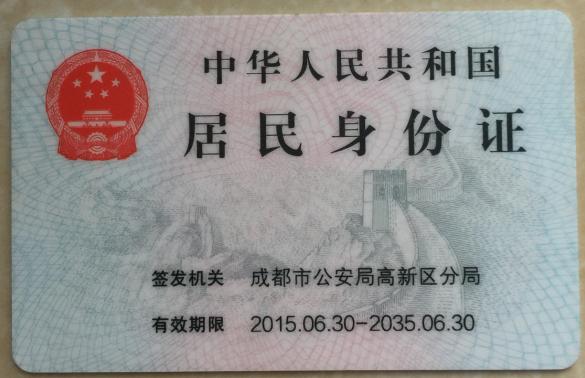 中华人民共和国
居民身份证
签发机关 成都市公安局高新区分局
有效期限 2015.06.30-2035.06.30